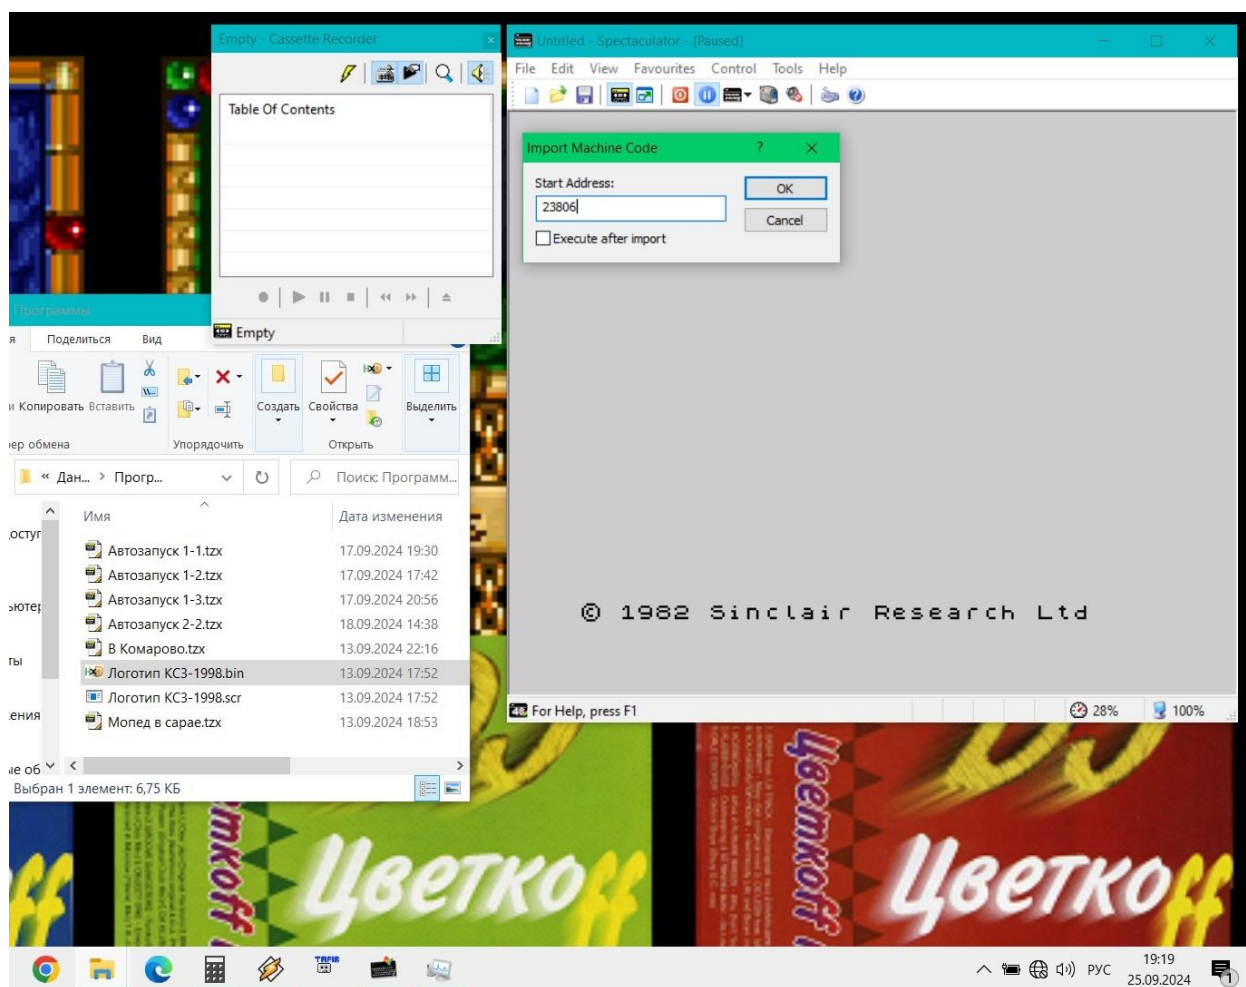 Empty - Cassette Recorder
Table Of Contents
Empty
Untitled - Spectaculator - [Paused]
File Edit View Favourites Control Tools Help
Import Machine Code ? ×
Start Address:
23806
OK
Cancel
Execute after import
© 1982 Sinclair Research Ltd
For Help, press F1
28% 100%
Программы
я Поделиться Вид
и Копировать Вставить
Создать Свойства Выделить
ер обмена Упорядочить Открыть
« Дан... > Прогр...
Поиск: Программ...
Имя Дата изменения
Автозапуск 1-1.tzx 17.09.2024 19:30
Автозапуск 1-2.tzx 17.09.2024 17:42
Автозапуск 1-3.tzx 17.09.2024 20:56
Автозапуск 2-2.tzx 18.09.2024 14:38
В Комарово.tzx 13.09.2024 22:16
Логотип КСЗ-1998.bin 13.09.2024 17:52
Логотип КСЗ-1998.scr 13.09.2024 17:52
Мопед в сарае.tzx 13.09.2024 18:53
Выбран 1 элемент: 6,75 КБ
Цветкоff
Цветкоff
Цветкоff
TAPIR
РУС
19:19
25.09.2024
1